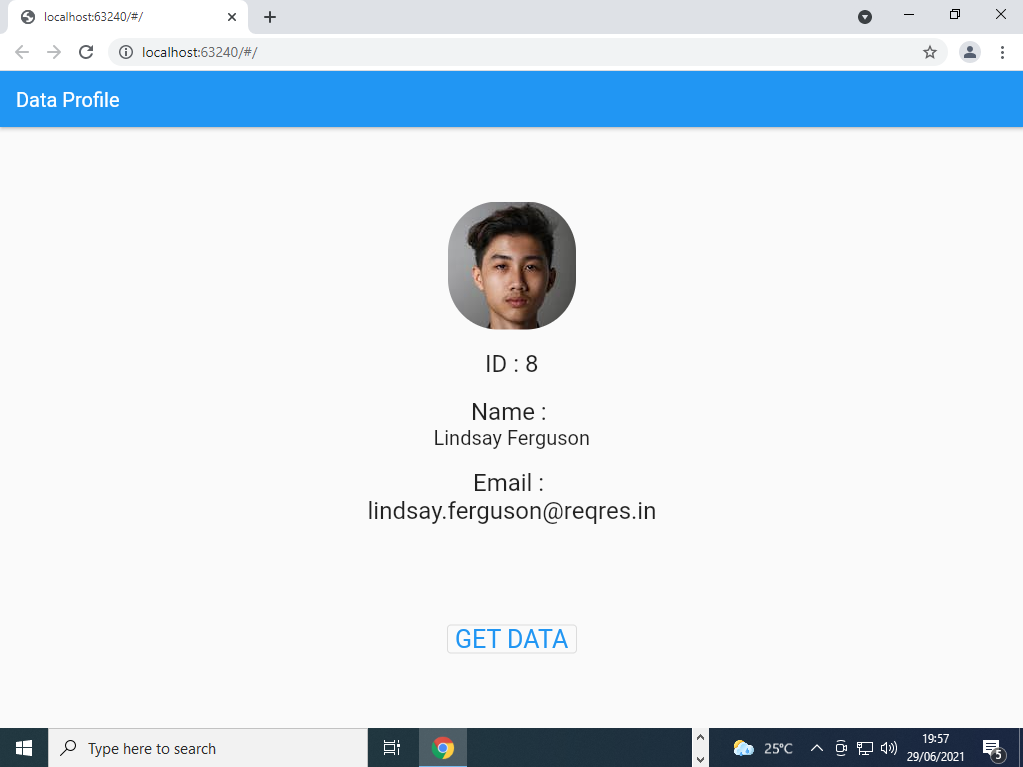 localhost:63240/#/
localhost:63240/#/
Data Profile
ID : 8
Name :
Lindsay Ferguson
Email :
lindsay.ferguson@reqres.in
GET DATA
Type here to search
25°C
19:57
29/06/2021
5